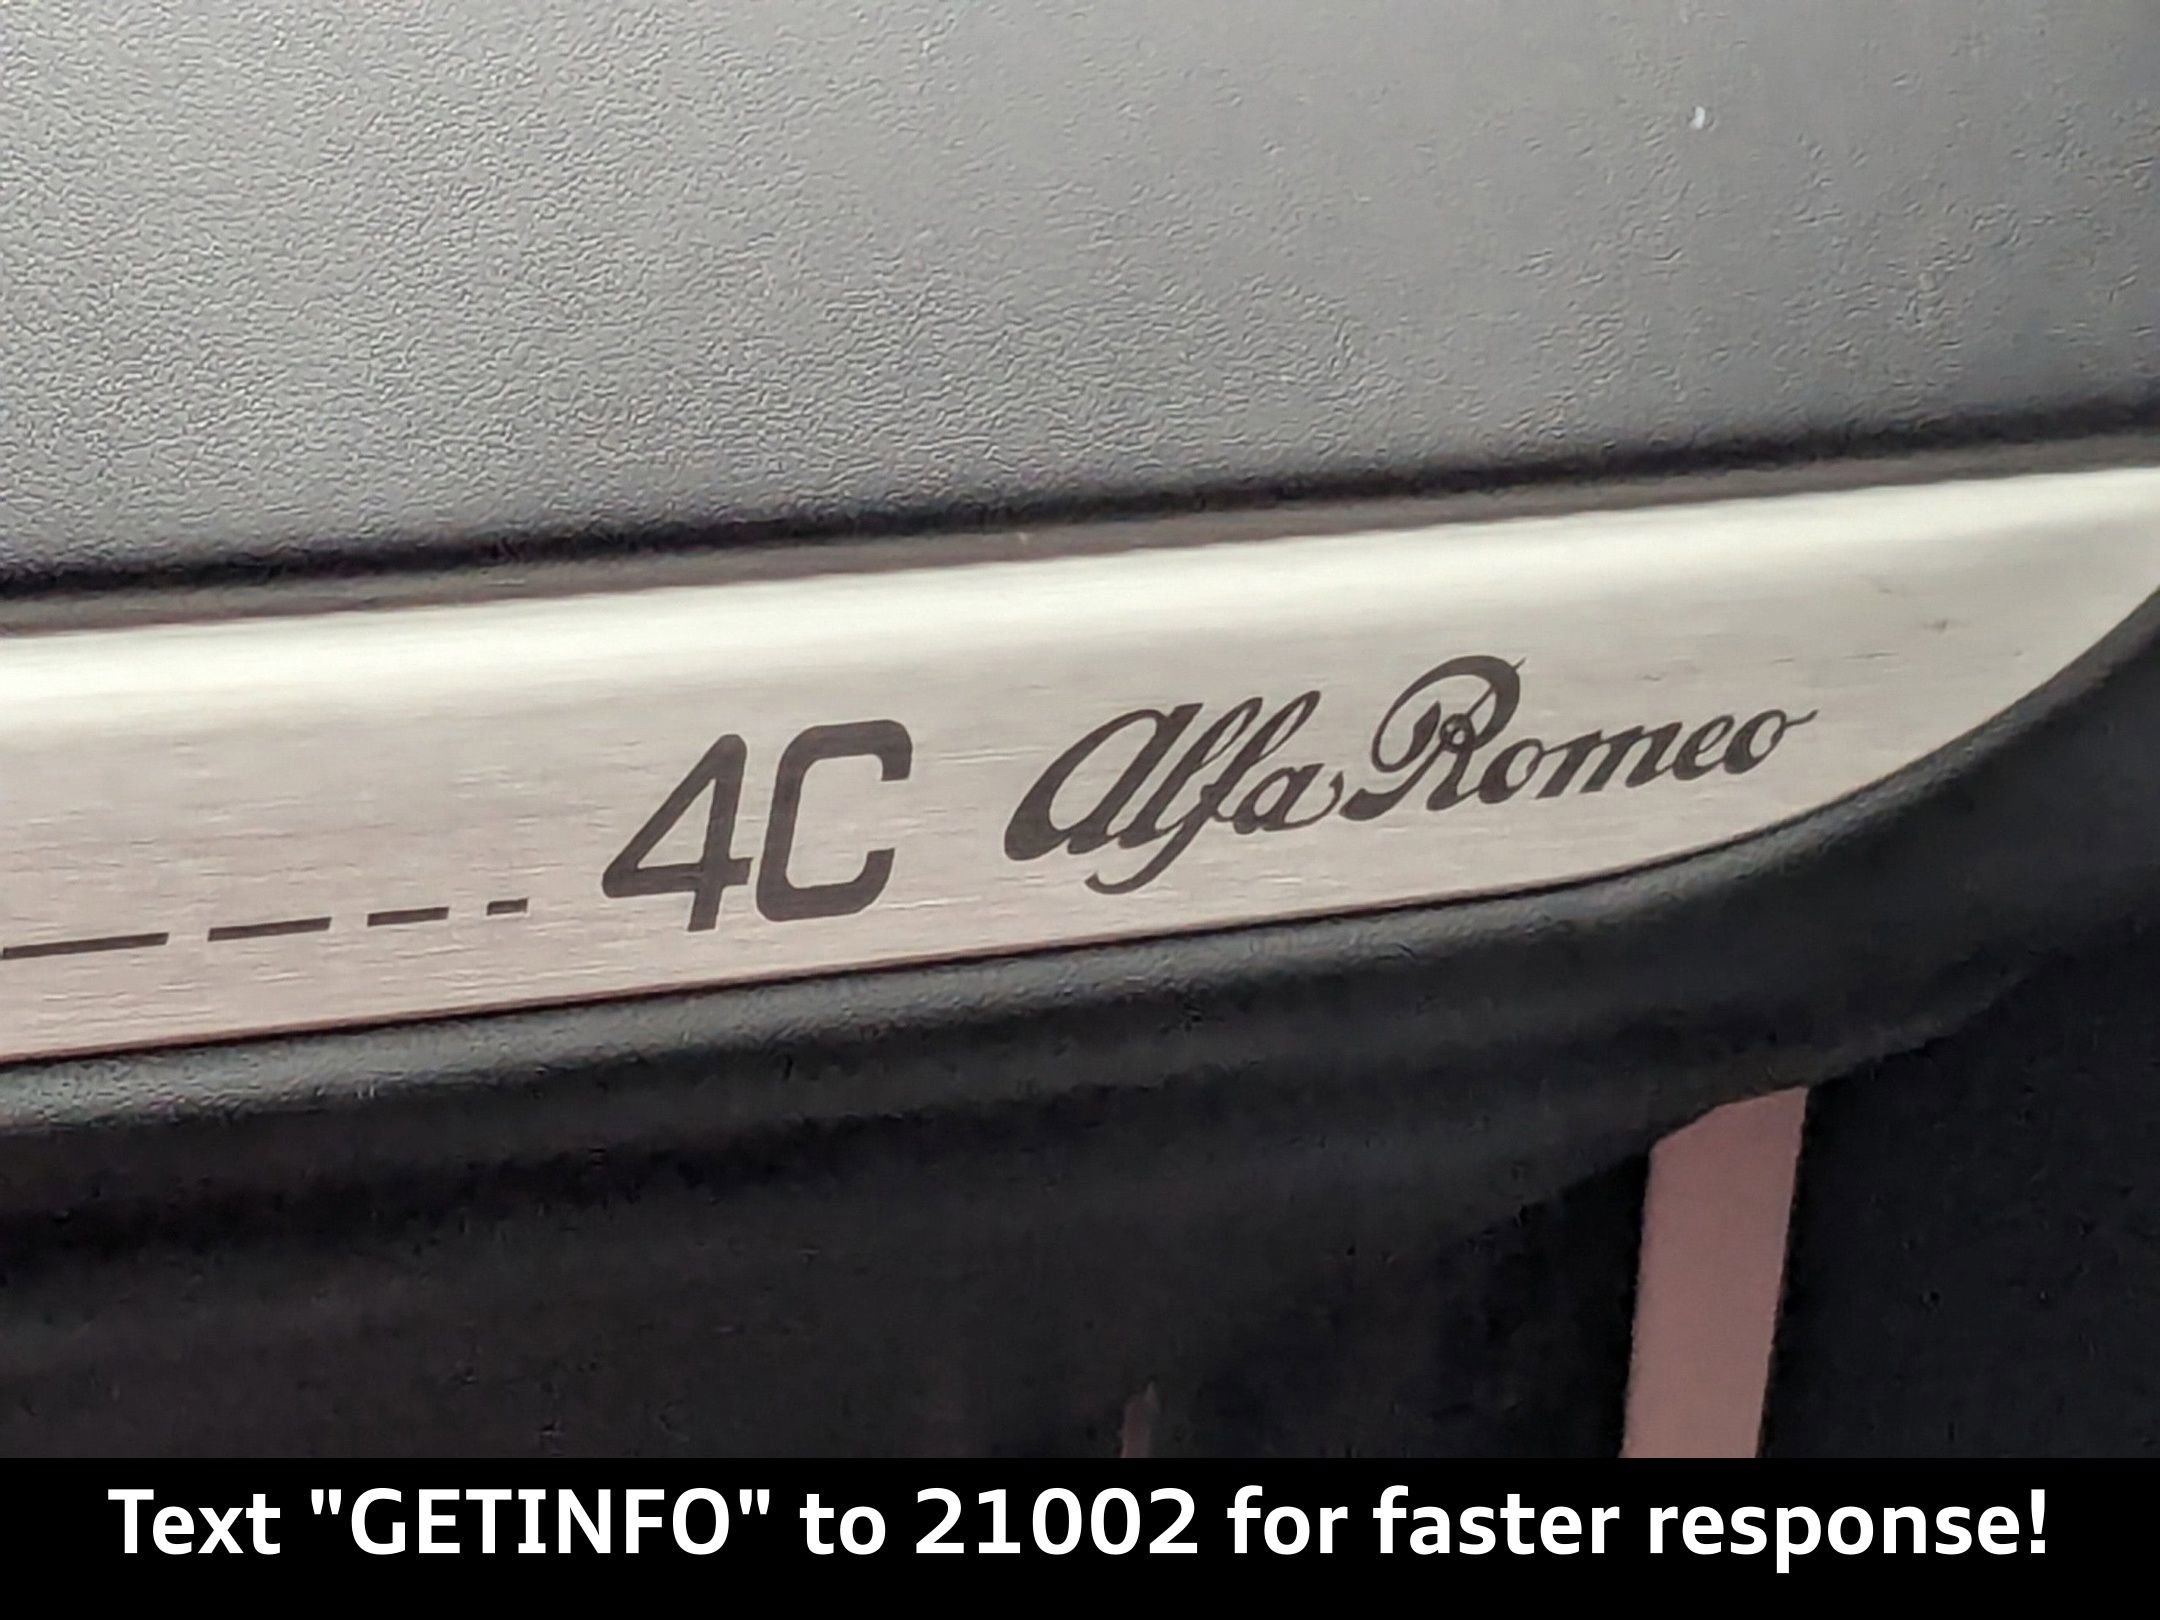 4C Alfa Romeo
Text "GETINFO" to 21002 for faster response!